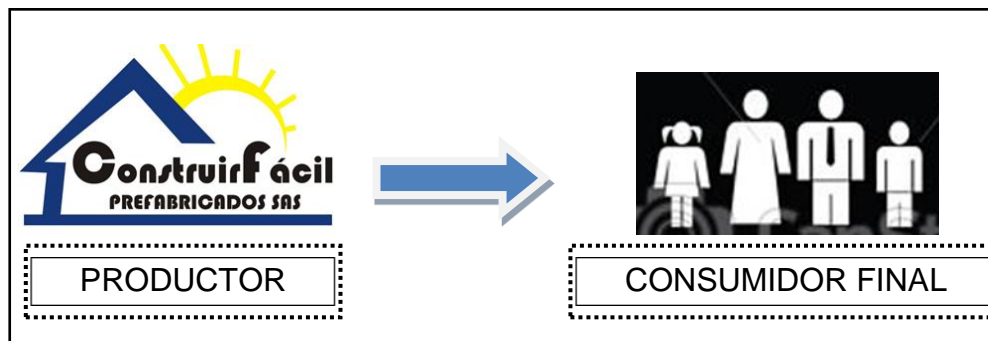 ConstruirFácil
PREFABRICADOS SAS
PRODUCTOR
CONSUMIDOR FINAL